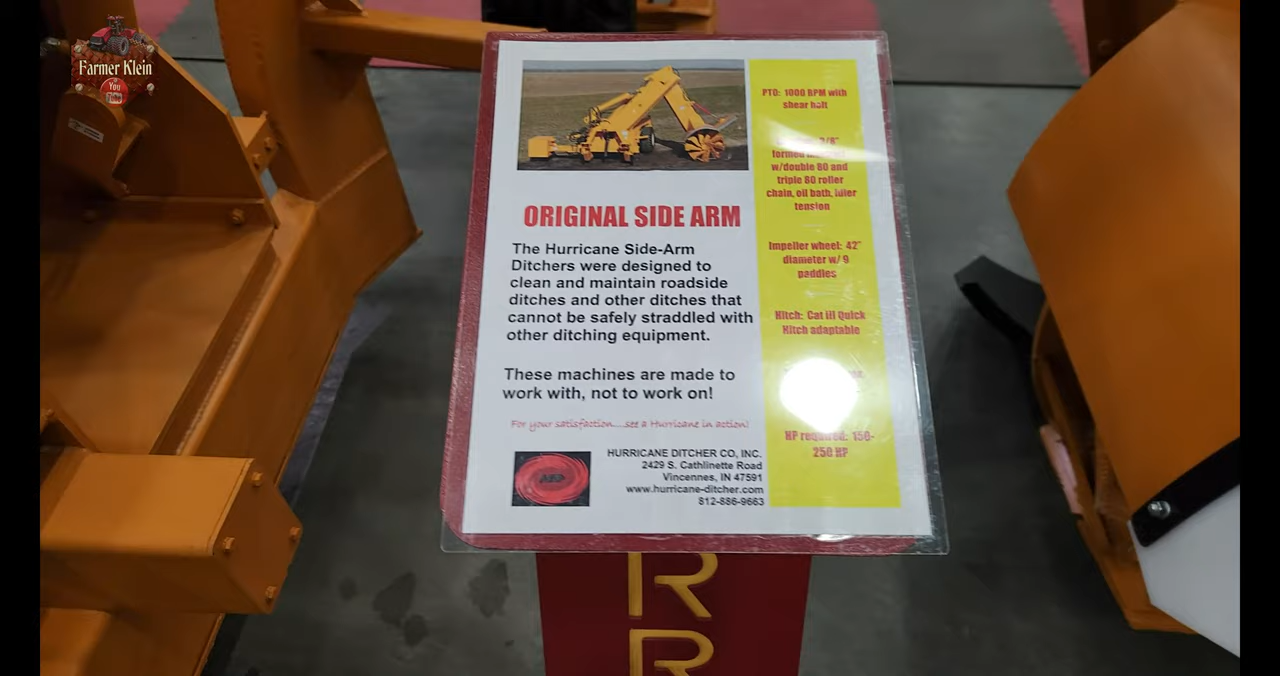 Farmer Klein
You
Tube
ORIGINAL SIDE ARM
The Hurricane Side-Arm
Ditchers were designed to
clean and maintain roadside
ditches and other ditches that
cannot be safely straddled with
other ditching equipment.
These machines are made to
work with, not to work on!
For your satisfaction....see a Hurricane in action!
HURRICANE DITCHER CO, INC.
2429 S. Cathlinette Road
Vincennes, IN 47591
www.hurricane-ditcher.com
812-886-9663
PTO: 1000 RPM with
shear bolt
3/8"
formed
w/double 80 and
triple 80 roller
chain, oil bath, idler
tension
Impeller wheel: 42"
diameter w/ 9
paddles
Hitch: Cat III Quick
Hitch adaptable
HP required: 150-
250 HP
R
R